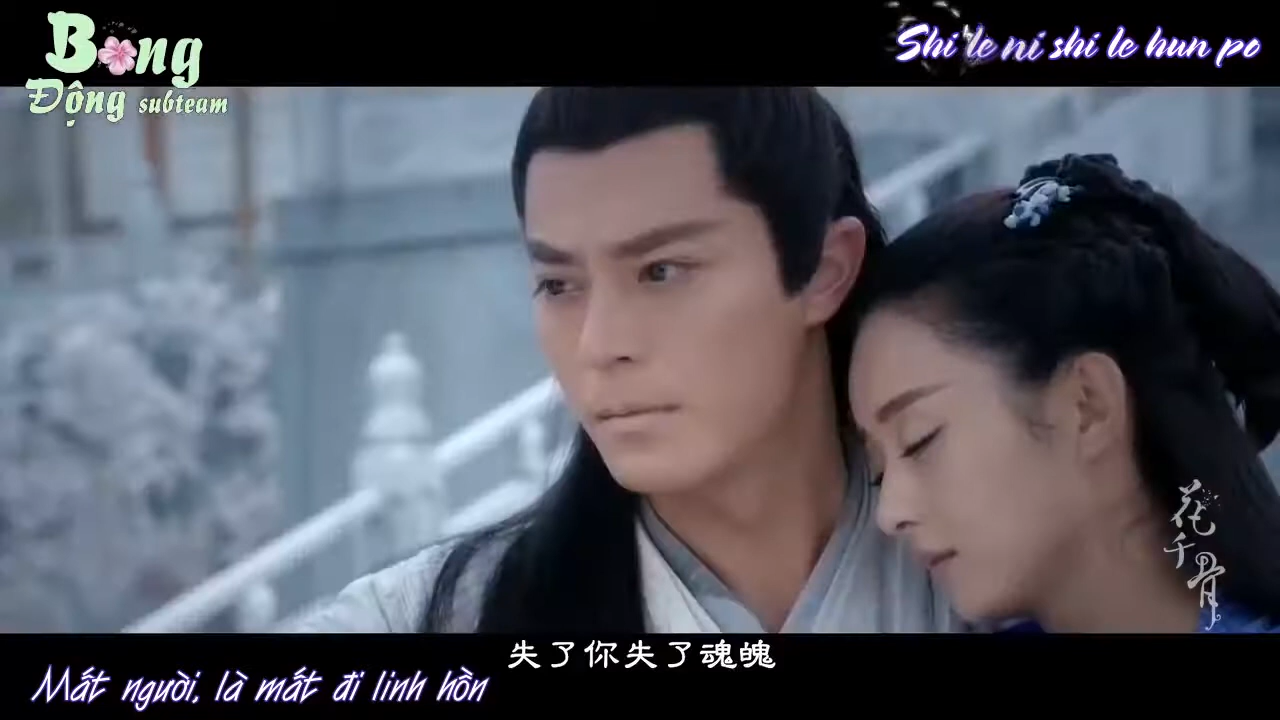 Bong
Động subteam
Shi le ni shi le hun po
花千骨
失了你失了魂魄
Mất người, là mất đi linh hồn